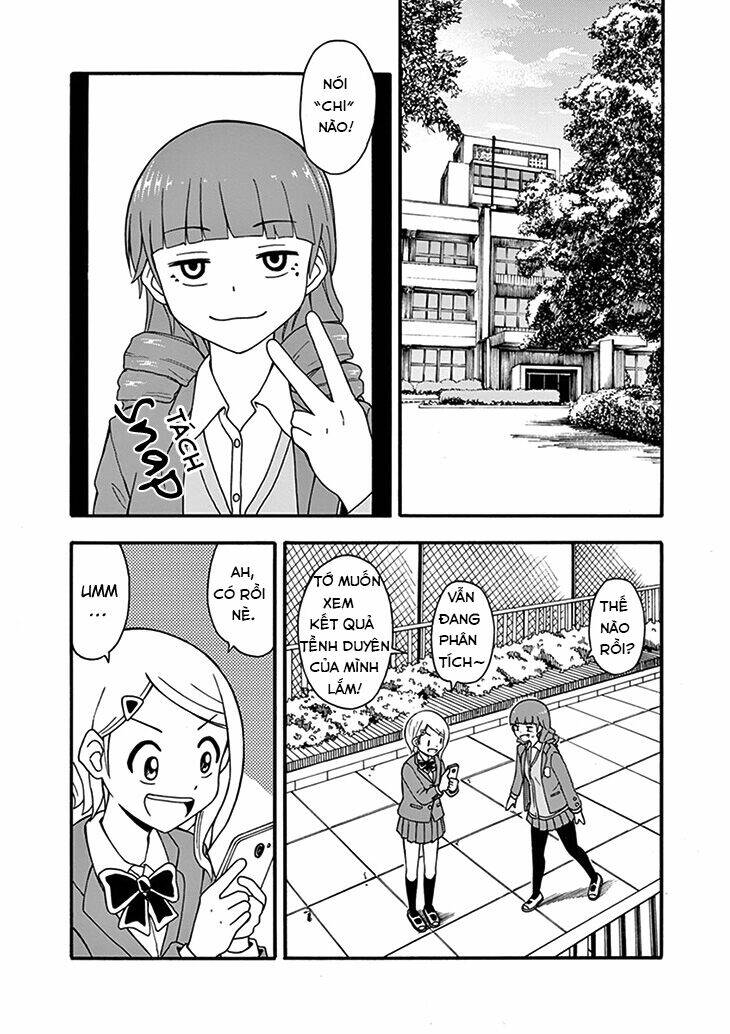 NÓI
"CHI"
NÀO!
TÁCH
Snap
THẾ
NÀO RỒI?
VẪN
ĐANG
PHÂN
TÍCH~
TỚ MUỐN
XEM
KẾT QUẢ
TỀNH DUYÊN
CỦA MÌNH
LẮM!
AH,
CÓ RỒI
NÈ.
UMM
...